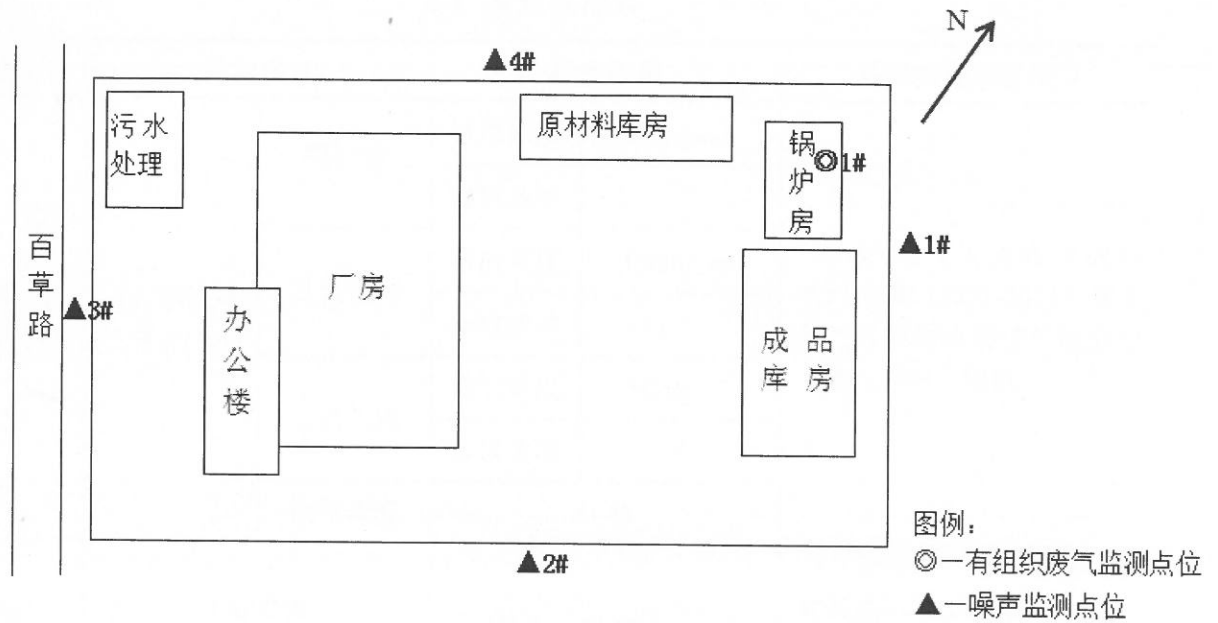 N
▲4#
污水
处理
原材料库房
锅
炉
房
◎1#
▲1#
百
草
路
▲3#
厂房
办
公
楼
成 品
库 房
▲2#
图例：
◎—有组织废气监测点位
▲—噪声监测点位